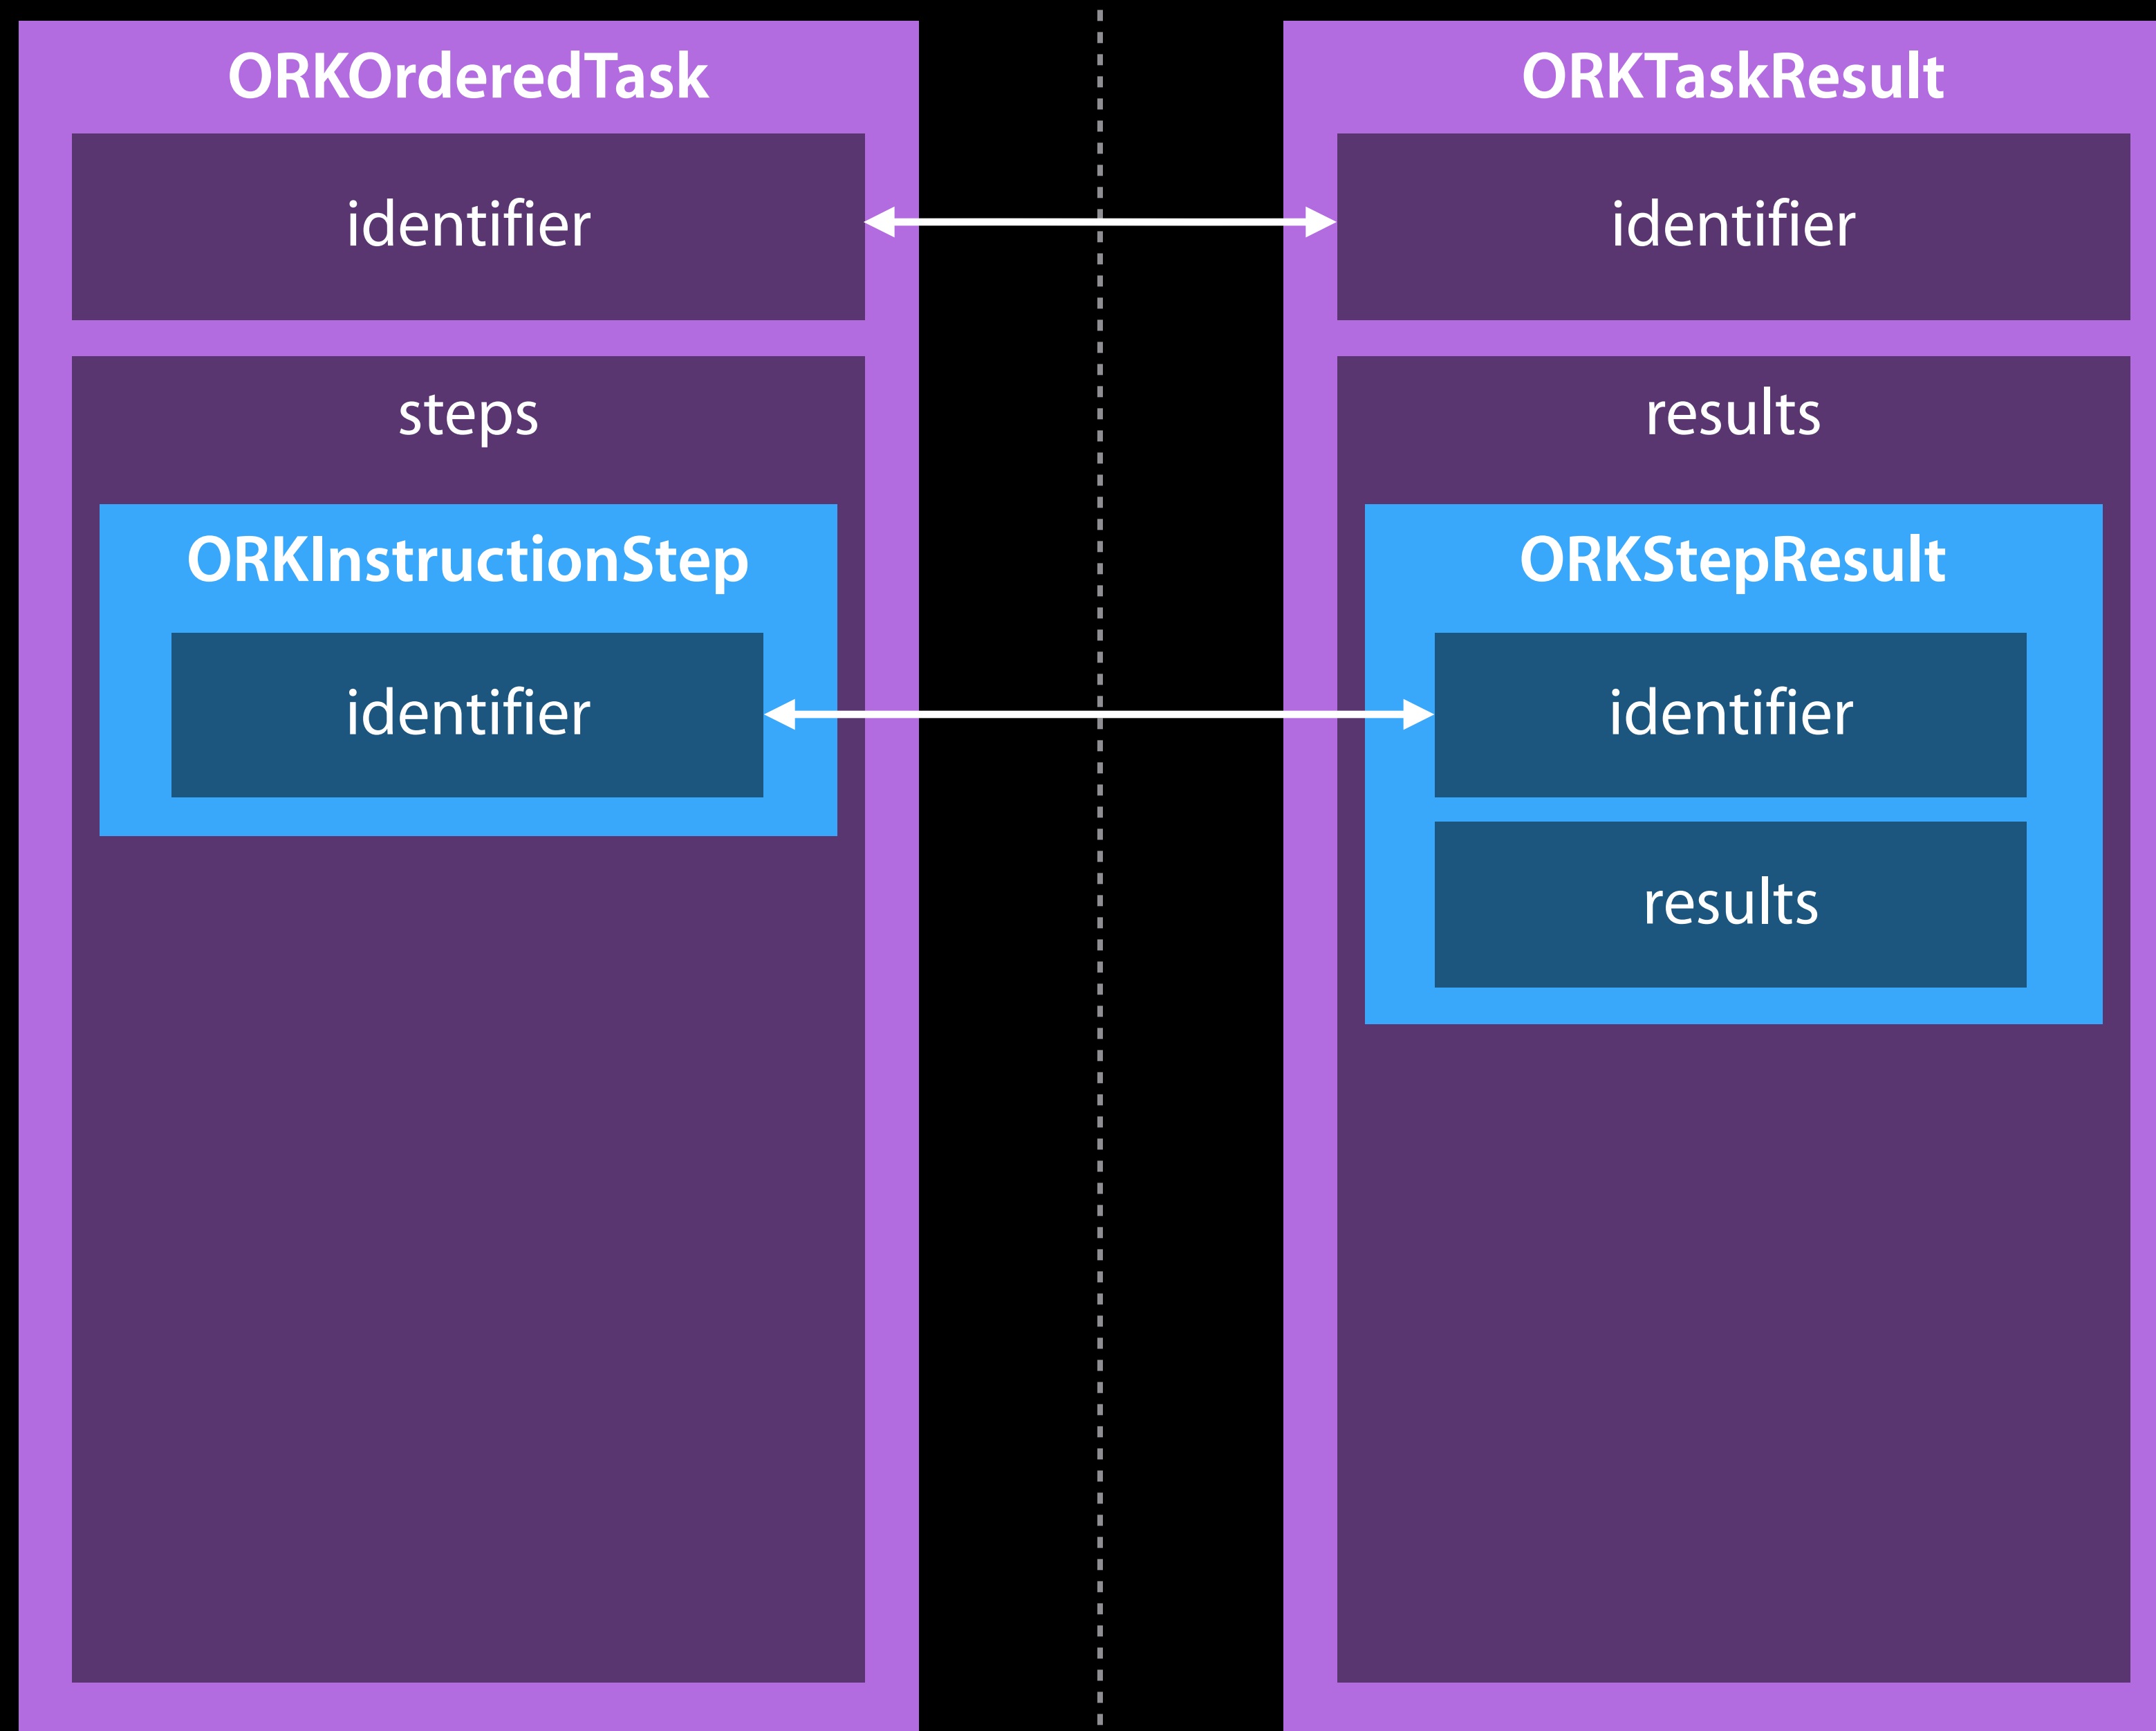 ORKOrderedTask
identifier
steps
ORKInstructionStep
identifier
ORKTaskResult
identifier
results
ORKStepResult
identifier
results